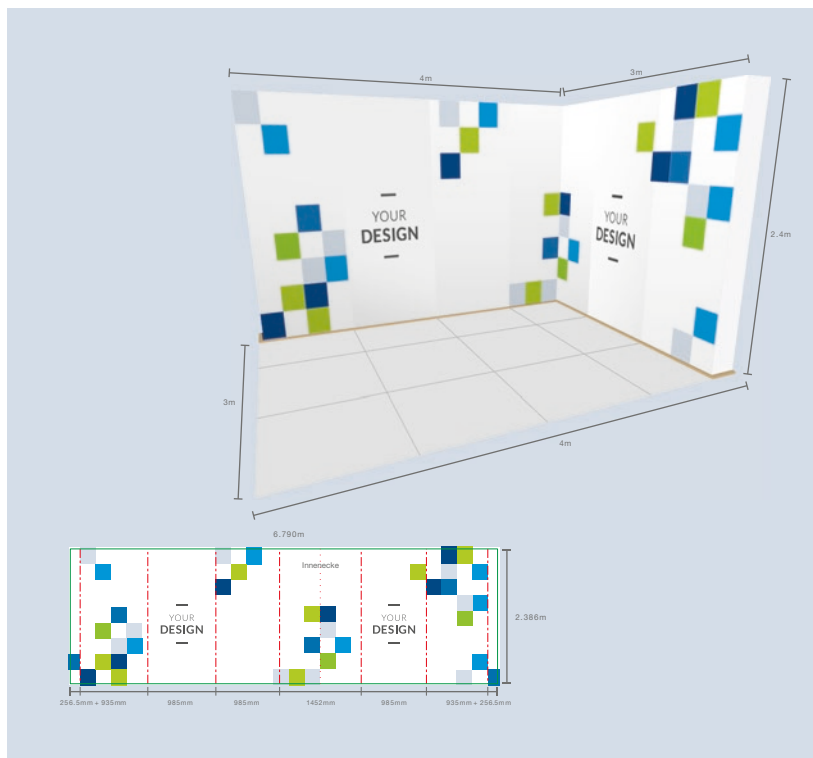 4m
3m
YOUR
DESIGN
YOUR
DESIGN
2.4m
3m
4m
6.790m
Innenecke
YOUR
DESIGN
YOUR
DESIGN
2.386m
256.5mm + 935mm
985mm
985mm
1452mm
985mm
935mm + 256.5mm